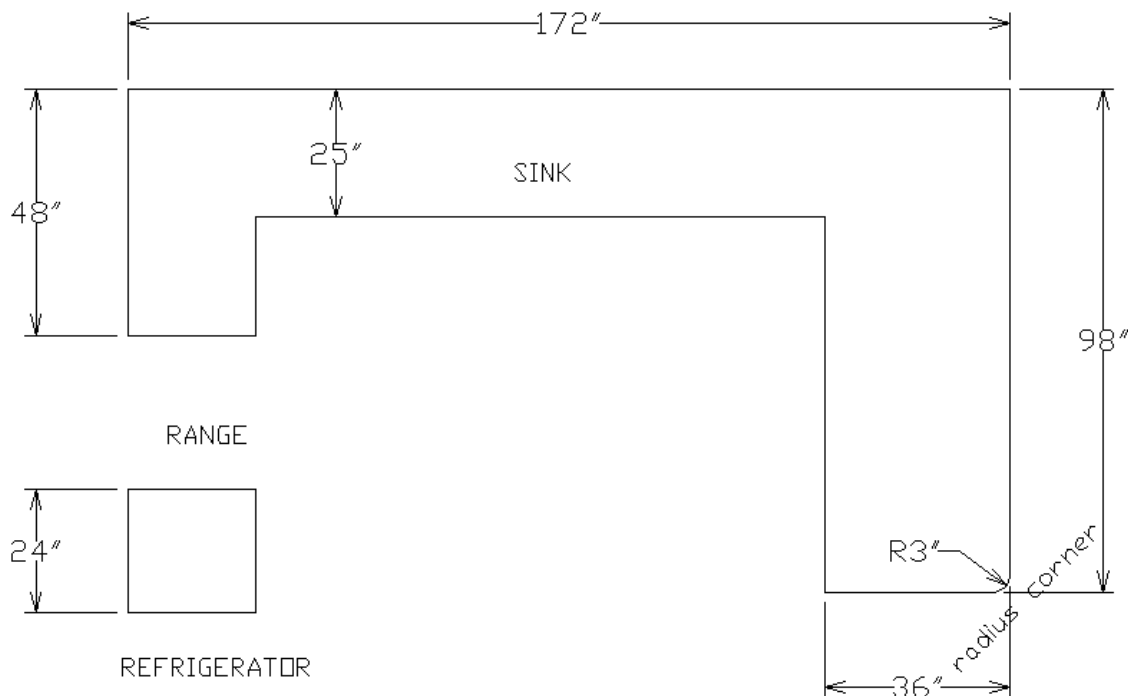 172″
25″
SINK
48″
98″
RANGE
24″
R3″
radius corner
REFRIGERATOR
36″